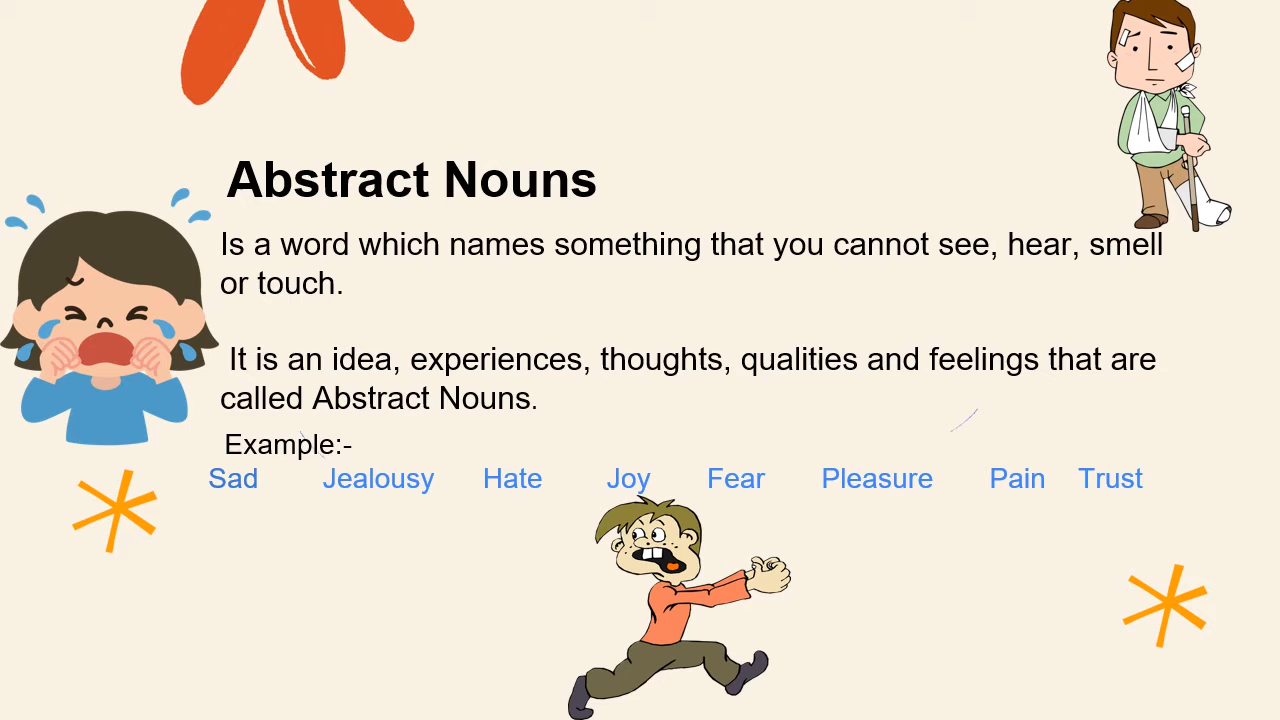 Abstract Nouns
Is a word which names something that you cannot see, hear, smell
or touch.
It is an idea, experiences, thoughts, qualities and feelings that are
called Abstract Nouns.
Example:-
Sad Jealousy Hate Joy Fear Pleasure Pain Trust